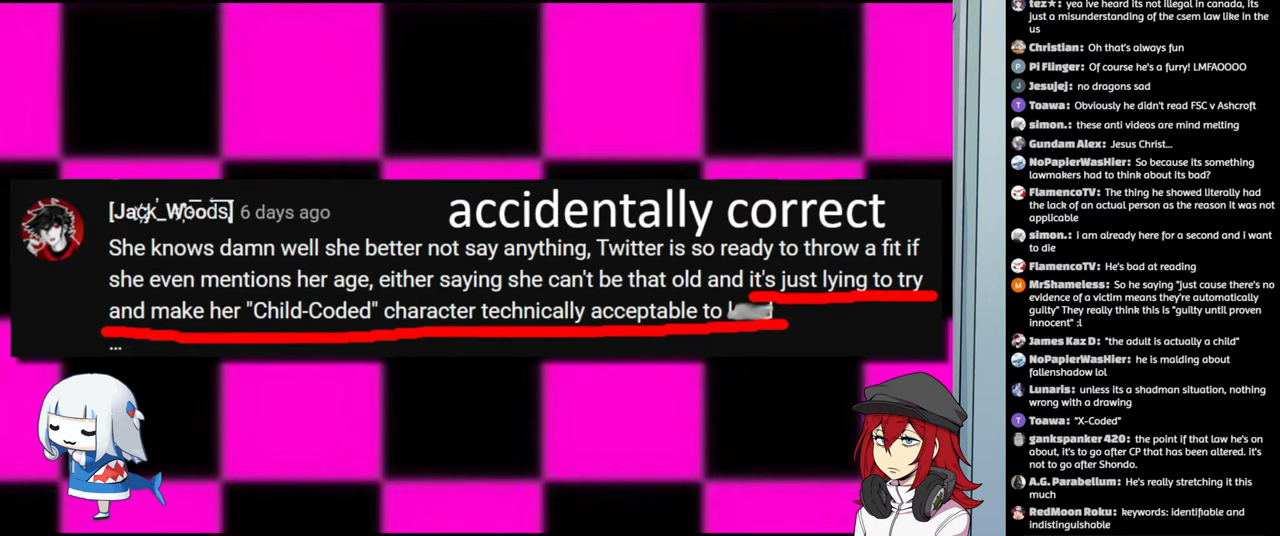 accidentally correct
[Jack_Woods] 6 days ago
She knows damn well she better not say anything, Twitter is so ready to throw a fit if
she even mentions her age, either saying she can't be that old and it's just lying to try
and make her "Child-Coded" character technically acceptable to
...
tez★: yea ive heard its not illegal in canada, its
just a misunderstanding of the csem law like in the
us
Christian: Oh that's always fun
Pi Flinger: Of course he's a furry! LMFAOOOO
Jesujej: no dragons sad
Toawa: Obviously he didn't read FSC v Ashcroft
simon.: these anti videos are mind melting
Gundam Alex: Jesus Christ...
NoPapierWasHier: So because its something
lawmakers had to think about its bad?
FlamencoTV: The thing he showed literally had
the lack of an actual person as the reason it was not
applicable
simon.: i am already here for a second and i want
to die
FlamencoTV: He's bad at reading
MrShameless: So he saying "just cause there's no
evidence of a victim means they're automatically
guilty" They really think this is "guilty until proven
innocent" :l
James Kaz D: "the adult is actually a child"
NoPapierWasHier: he is malding about
fallenshadow lol
Lunaris: unless its a shadman situation, nothing
wrong with a drawing
Toawa: "X-Coded"
gankspanker 420: the point if that law he's on
about, it's to go after CP that has been altered. it's
not to go after Shondo.
A.G. Parabellum: He's really stretching it this
much
RedMoon Roku: keywords: identifiable and
indistinguishable